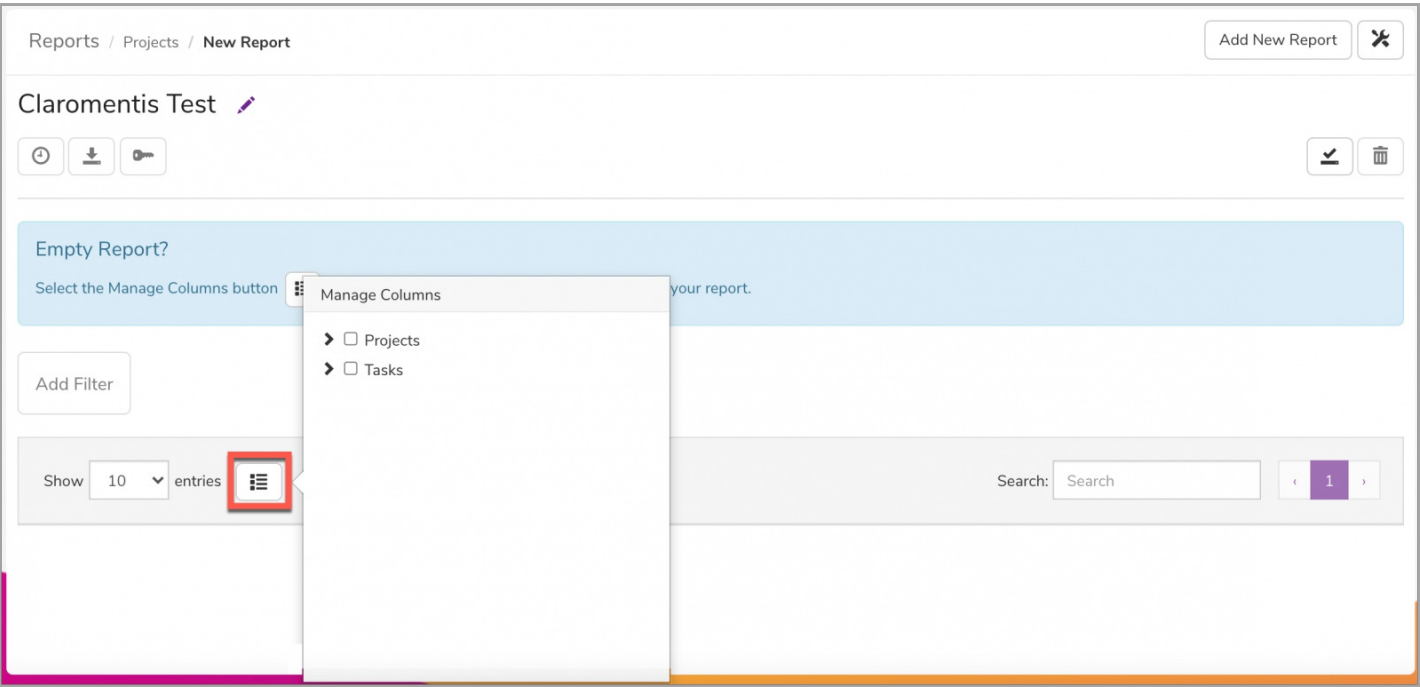 Reports / Projects / New Report
Add New Report
Claromentis Test
Empty Report?
Select the Manage Columns button
your report.
Manage Columns
Projects
Tasks
Add Filter
Show 10 entries
Search: Search
‹ 1 ›